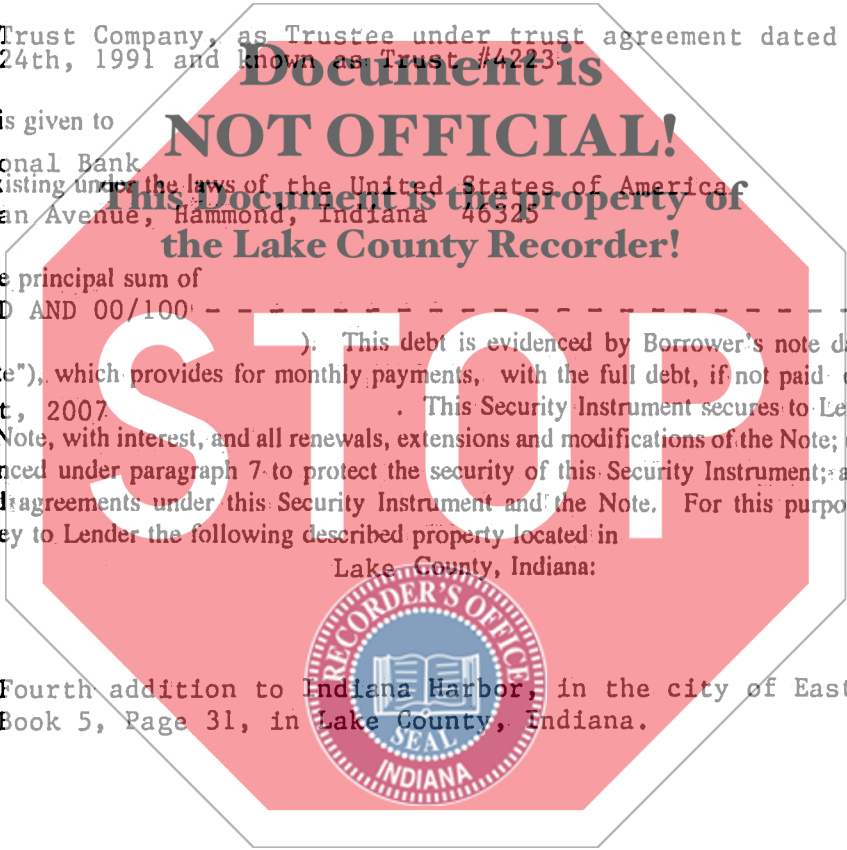 Trust Company, as Trustee under trust agreement dated
24th, 1991 and known as Trust #4223
Document is
is given to
NOT OFFICIAL!
onal Bank
isting under the laws of the United States of America
This Document is the property of
an Avenue, Hammond, Indiana 46325
the Lake County Recorder!
e principal sum of
D AND 00/100 - - - - - - - - - - - - - - - - - - - -
STOP
). This debt is evidenced by Borrower's note da
e"), which provides for monthly payments, with the full debt, if not paid
t, 2007 . This Security Instrument secures to Le
Note, with interest, and all renewals, extensions and modifications of the Note;
nced under paragraph 7 to protect the security of this Security Instrument; a
d agreements under this Security Instrument and the Note. For this purpo
ey to Lender the following described property located in
Lake County, Indiana:
RECORDER'S OFFICE
Fourth addition to Indiana Harbor, in the city of East
Book 5, Page 31, in Lake County, Indiana.
SEAL
INDIANA